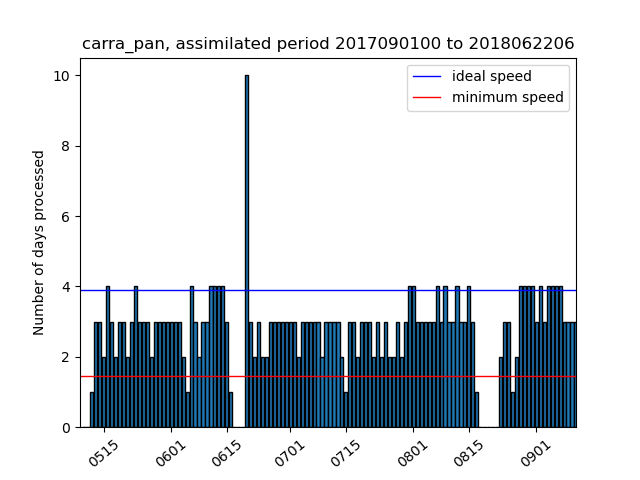 carra_pan, assimilated period 2017090100 to 2018062206
ideal speed
minimum speed
Number of days processed
10
8
6
4
2
0
0515 0601 0615 0701 0715 0801 0815 0901